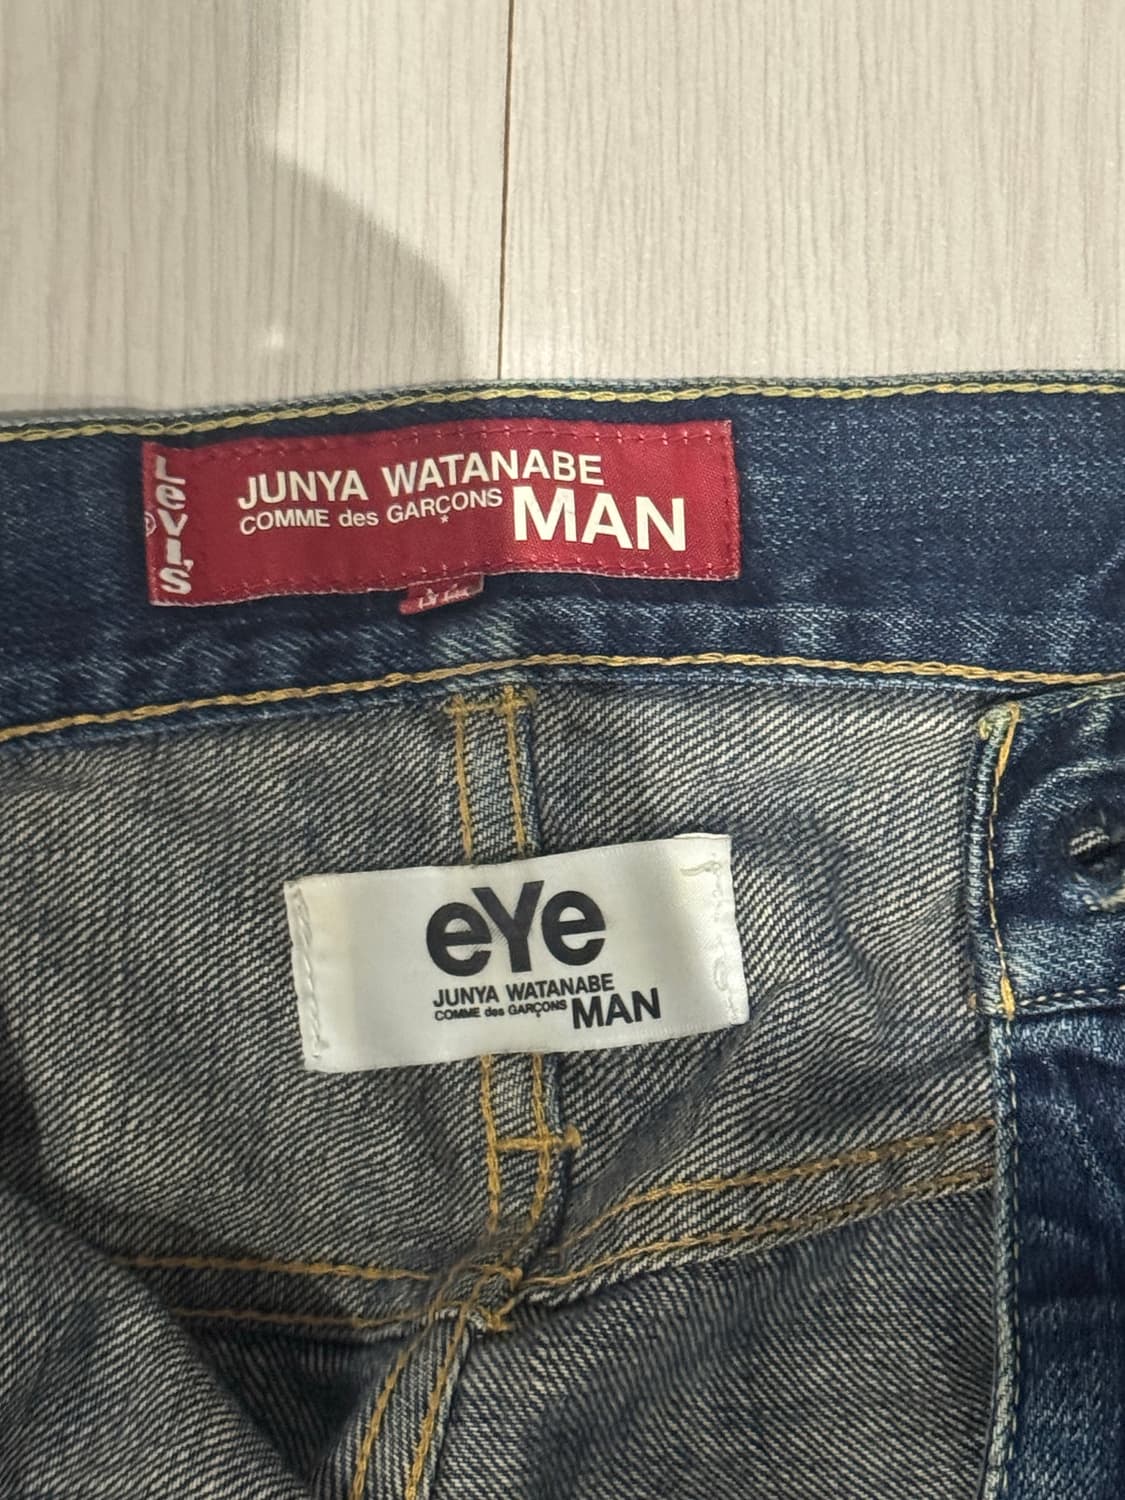 Levi's
®
JUNYA WATANABE
COMME des GARÇONS MAN
*
eYe
JUNYA WATANABE
COMME des GARÇONS MAN